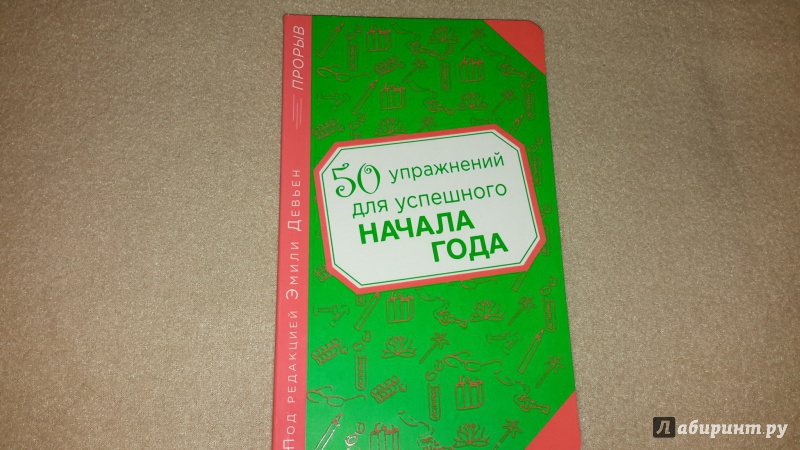 50 упражнений
для успешного
НАЧАЛА
ГОДА
Под редакцией Эмили Девьен
ПРОРЫВ
Лабиринт.ру